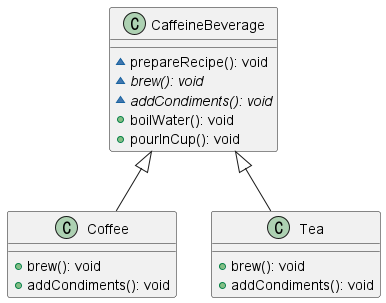 C CaffeineBeverage
prepareRecipe(): void
brew(): void
addCondiments(): void
boilWater(): void
pourInCup(): void
C Coffee
brew(): void
addCondiments(): void
C Tea
brew(): void
addCondiments(): void